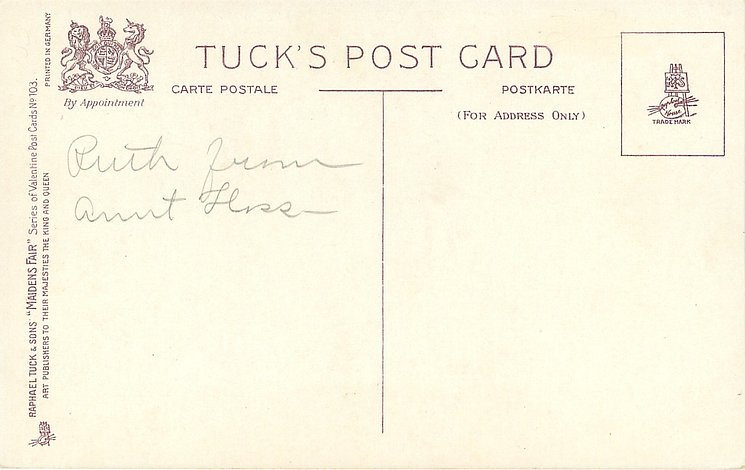 PRINTED IN GERMANY
By Appointment
TUCK'S POST CARD
CARTE POSTALE
POSTKARTE
(FOR ADDRESS ONLY)
TRADE MARK
Ruth from
Aunt Floss
RAPHAEL TUCK & SONS' "MAIDENS FAIR" Series of Valentine Post Cards Nº 103.
ART PUBLISHERS TO THEIR MAJESTIES THE KING AND QUEEN